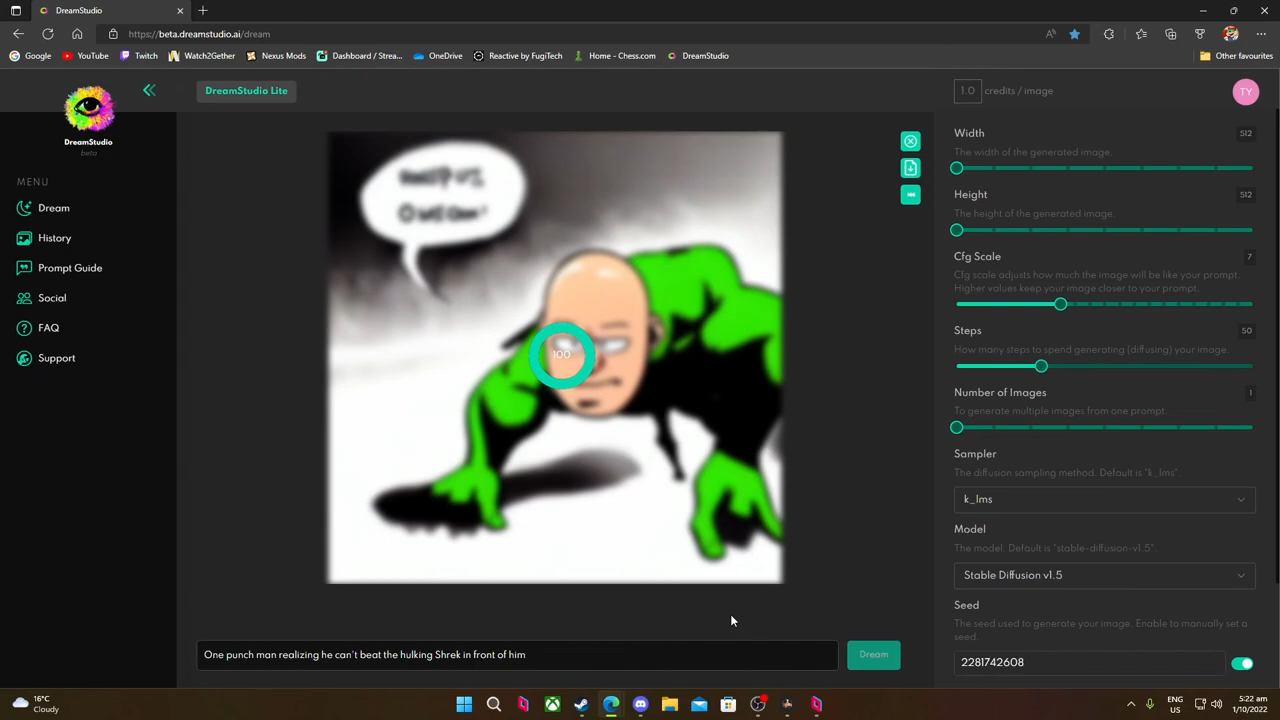 DreamStudio
https://beta.dreamstudio.ai/dream
Google
YouTube
Twitch
Watch2Gether
Nexus Mods
Dashboard / Strea...
OneDrive
Reactive by FugiTech
Home - Chess.com
DreamStudio
Other favourites
DreamStudio
beta
MENU
Dream
History
Prompt Guide
Social
FAQ
Support
DreamStudio Lite
100
One punch man realizing he can't beat the hulking Shrek in front of him
Dream
1.0 credits / image
TY
Width
512
The width of the generated image.
Height
512
The height of the generated image.
Cfg Scale
7
Cfg scale adjusts how much the image will be like your prompt.
Higher values keep your image closer to your prompt.
Steps
50
How many steps to spend generating (diffusing) your image.
Number of Images
1
To generate multiple images from one prompt.
Sampler
The diffusion sampling method. Default is "k_lms".
k_lms
Model
The model. Default is "stable-diffusion-v1.5".
Stable Diffusion v1.5
Seed
The seed used to generate your image. Enable to manually set a
seed.
2281742608
16°C
Cloudy
ENG
US
5:22 am
1/10/2022